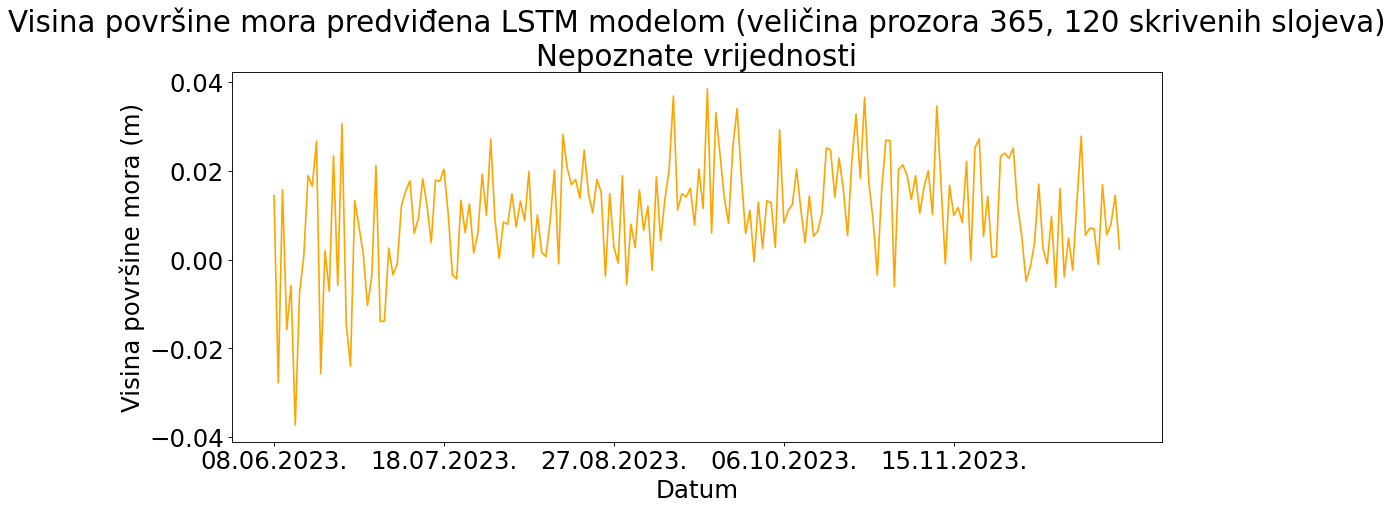 Visina površine mora predviđena LSTM modelom (veličina prozora 365, 120 skrivenih slojeva)
Nepoznate vrijednosti
Visina površine mora (m)
0.04
0.02
0.00
−0.02
−0.04
08.06.2023. 18.07.2023. 27.08.2023. 06.10.2023. 15.11.2023.
Datum